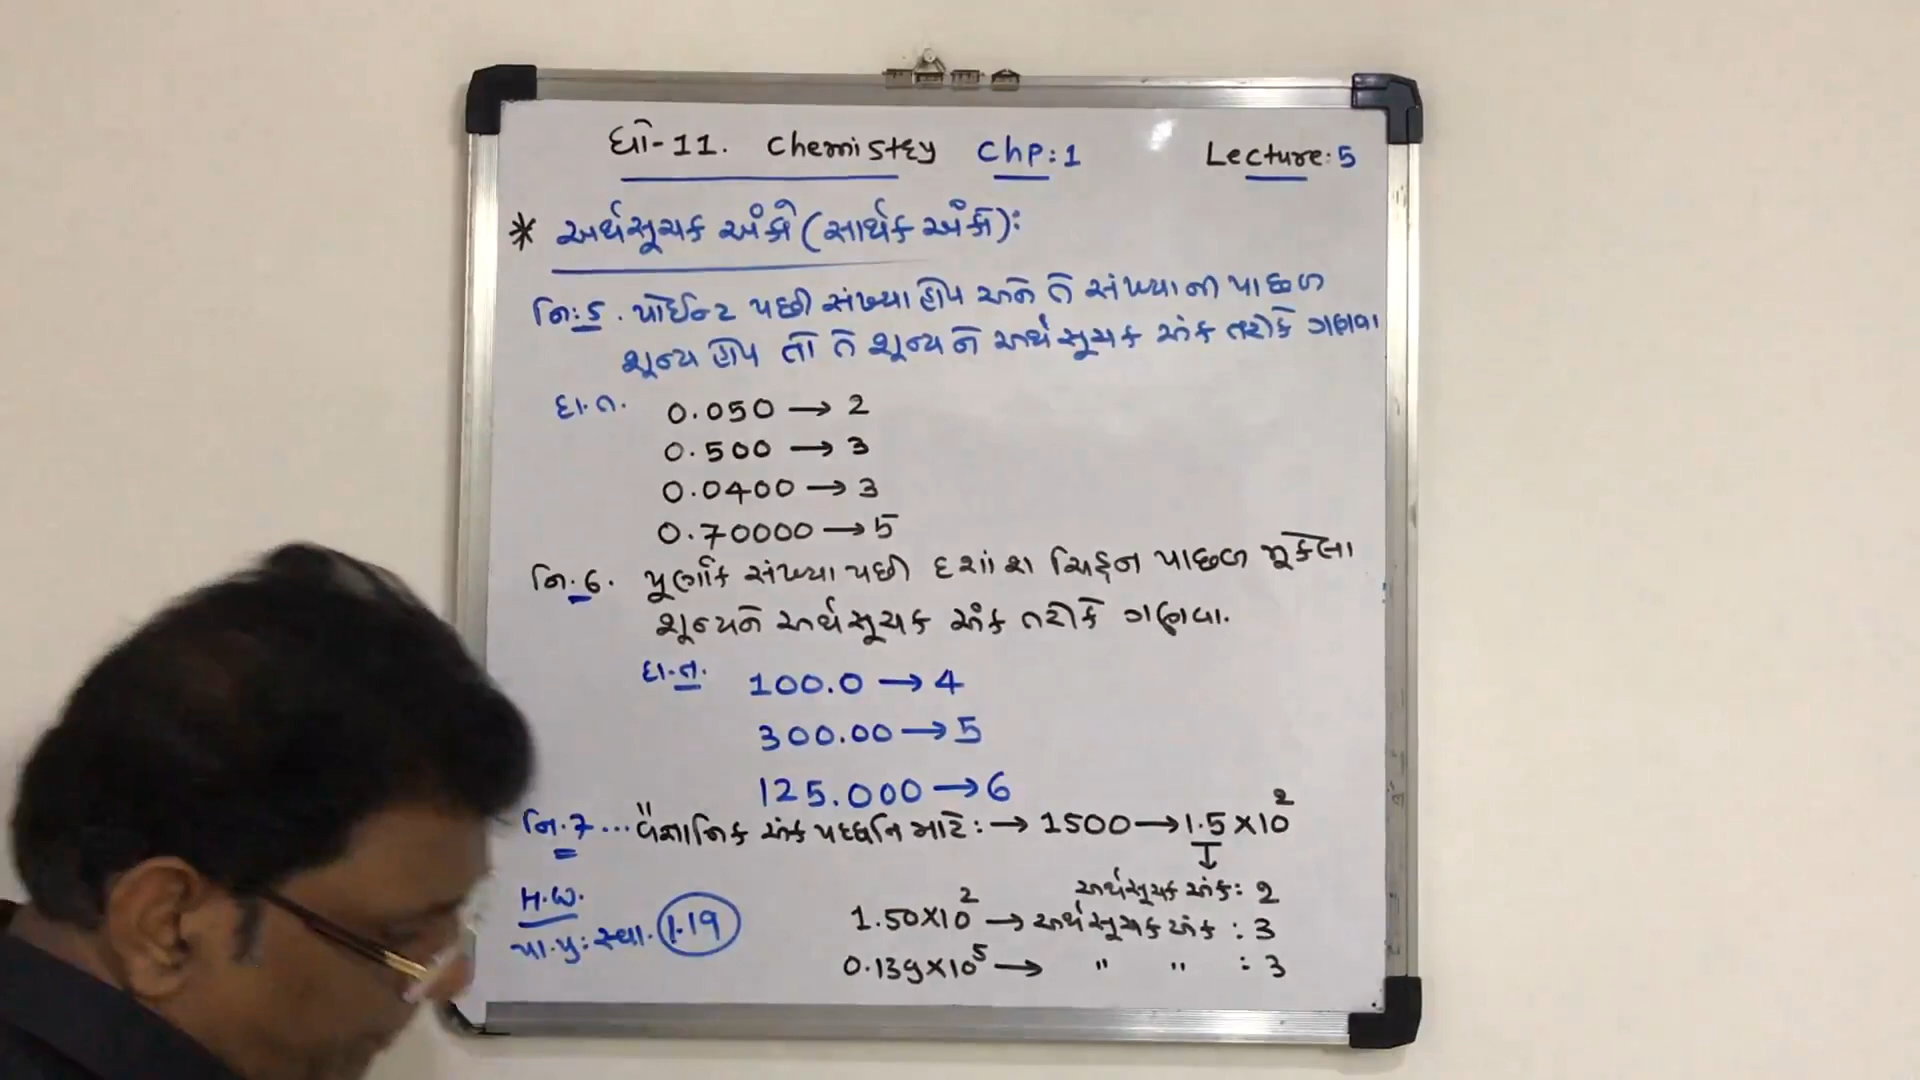 ધો-11. Chemistry Chp:1 Lecture:5
* અર્થસૂચક અંકો (સાર્થક અંકો):
નિ:5. પોઈન્ટ પછી સંખ્યા હોય અને તે સંખ્યાની પાછળ
શૂન્ય હોય તો તે શૂન્યને અર્થસૂચક અંક તરીકે ગણવા
દા.ત. 0.050 → 2
0.500 → 3
0.0400 → 3
0.70000 → 5
નિ.6. પૂર્ણાંક સંખ્યા પછી દશાંશ ચિહ્ન પાછળ મૂકેલા
શૂન્યને અર્થસૂચક અંક તરીકે ગણવા.
દા.ત. 100.0 → 4
300.00 → 5
125.000 → 6
નિ.7... વૈજ્ઞાનિક અંક પદ્ધતિ માટે: → 1500 → 1.5 × 10²
અર્થસૂચક અંક: 2
H.W. 1.50×10² → અર્થસૂચક અંક : 3
પા.પુ: સ્વા. 1.19 0.139×10⁵ → " " : 3